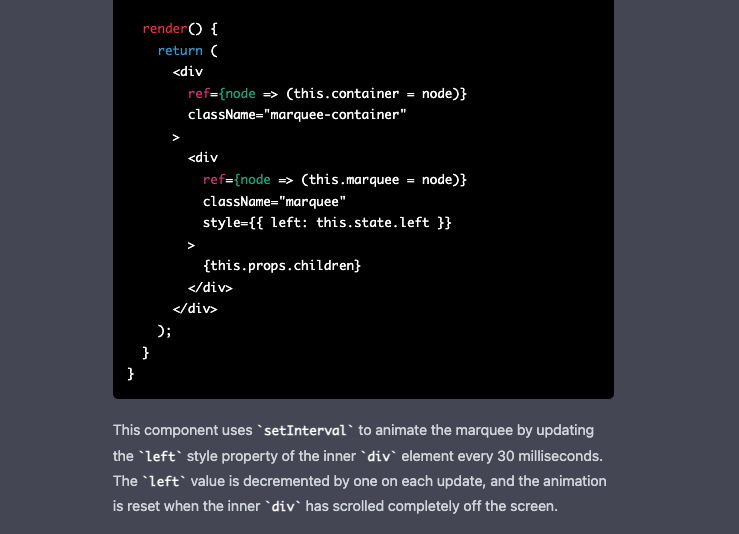 render() {
return (
<div
ref={node => (this.container = node)}
className="marquee-container"
>
<div
ref={node => (this.marquee = node)}
className="marquee"
style={{ left: this.state.left }}
>
{this.props.children}
</div>
</div>
);
}
}
This component uses `setInterval` to animate the marquee by updating
the `left` style property of the inner `div` element every 30 milliseconds.
The `left` value is decremented by one on each update, and the animation
is reset when the inner `div` has scrolled completely off the screen.